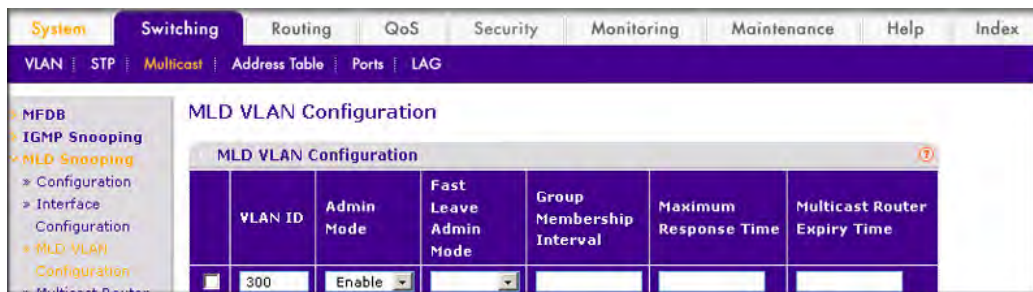 System Switching Routing QoS Security Monitoring Maintenance Help Index
VLAN STP Multicast Address Table Ports LAG
MFDB
IGMP Snooping
MLD Snooping
» Configuration
» Interface
Configuration
» MLD VLAN
Configuration
» Multicast Router
MLD VLAN Configuration
MLD VLAN Configuration ?
VLAN ID
Admin
Mode
Fast
Leave
Admin
Mode
Group
Membership
Interval
Maximum
Response Time
Multicast Router
Expiry Time
300 Enable